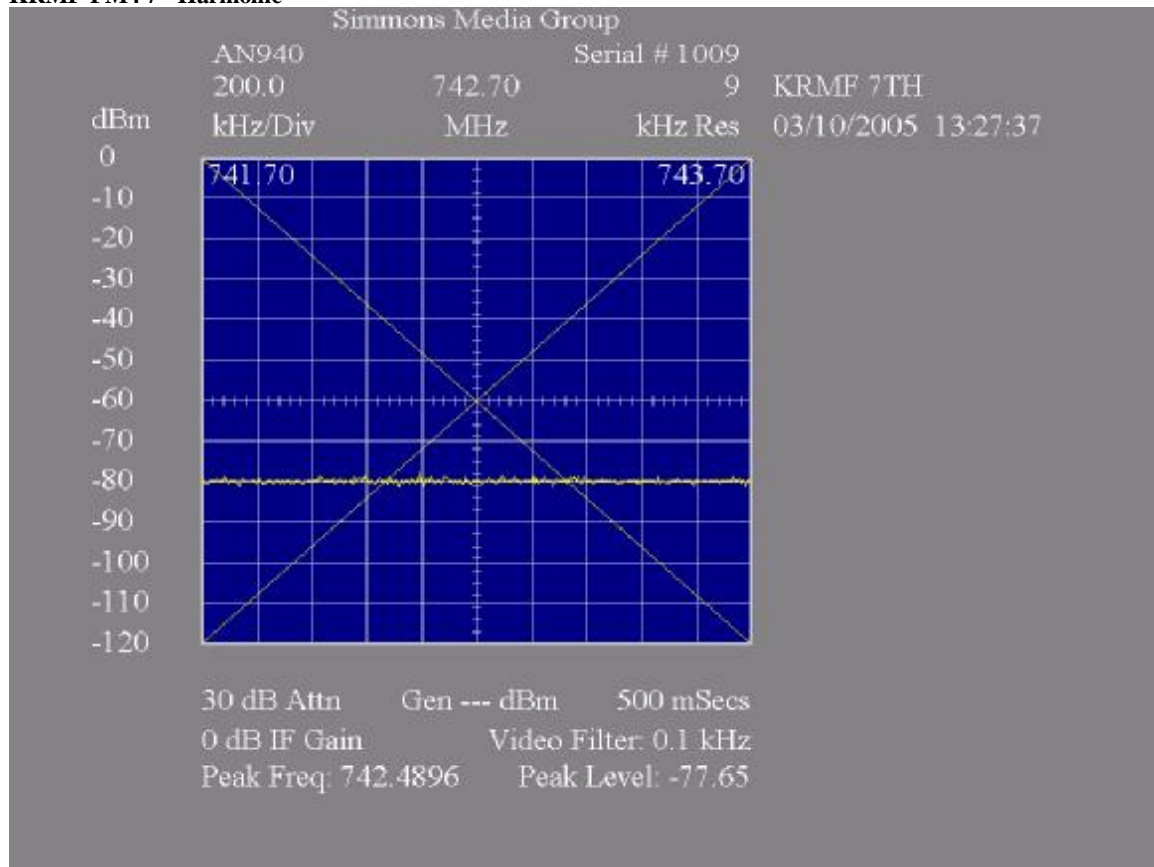 Simmons Media Group
AN940 Serial # 1009
200.0 742.70 9 KRMF 7TH
dBm kHz/Div MHz kHz Res 03/10/2005 13:27:37
0
741.70 743.70
-10
-20
-30
-40
-50
-60
-70
-80
-90
-100
-110
-120
30 dB Attn Gen --- dBm 500 mSecs
0 dB IF Gain Video Filter: 0.1 kHz
Peak Freq: 742.4896 Peak Level: -77.65